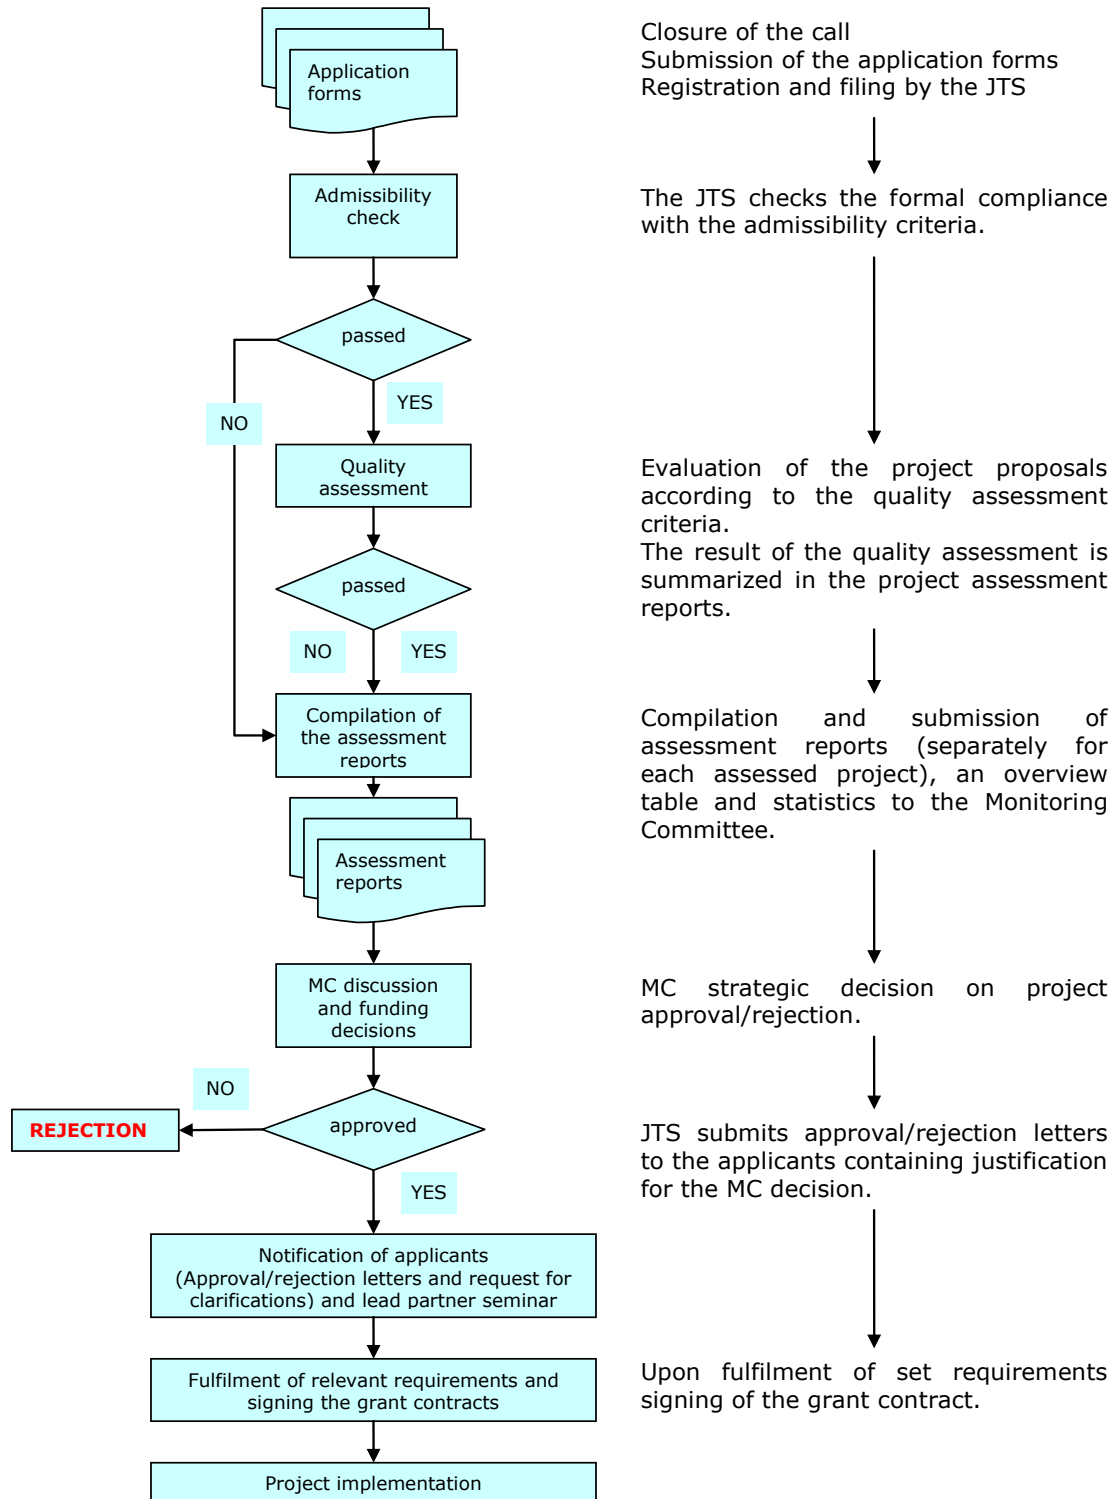 Application
forms
Closure of the call
Submission of the application forms
Registration and filing by the JTS
Admissibility
check
The JTS checks the formal compliance
with the admissibility criteria.
passed
YES
NO
Quality
assessment
Evaluation of the project proposals
according to the quality assessment
criteria.
The result of the quality assessment is
summarized in the project assessment
reports.
passed
NO
YES
Compilation of
the assessment
reports
Compilation and submission of
assessment reports (separately for
each assessed project), an overview
table and statistics to the Monitoring
Committee.
Assessment
reports
MC discussion
and funding
decisions
MC strategic decision on project
approval/rejection.
NO
REJECTION
approved
YES
JTS submits approval/rejection letters
to the applicants containing justification
for the MC decision.
Notification of applicants
(Approval/rejection letters and request for
clarifications) and lead partner seminar
Fulfilment of relevant requirements and
signing the grant contracts
Upon fulfilment of set requirements
signing of the grant contract.
Project implementation